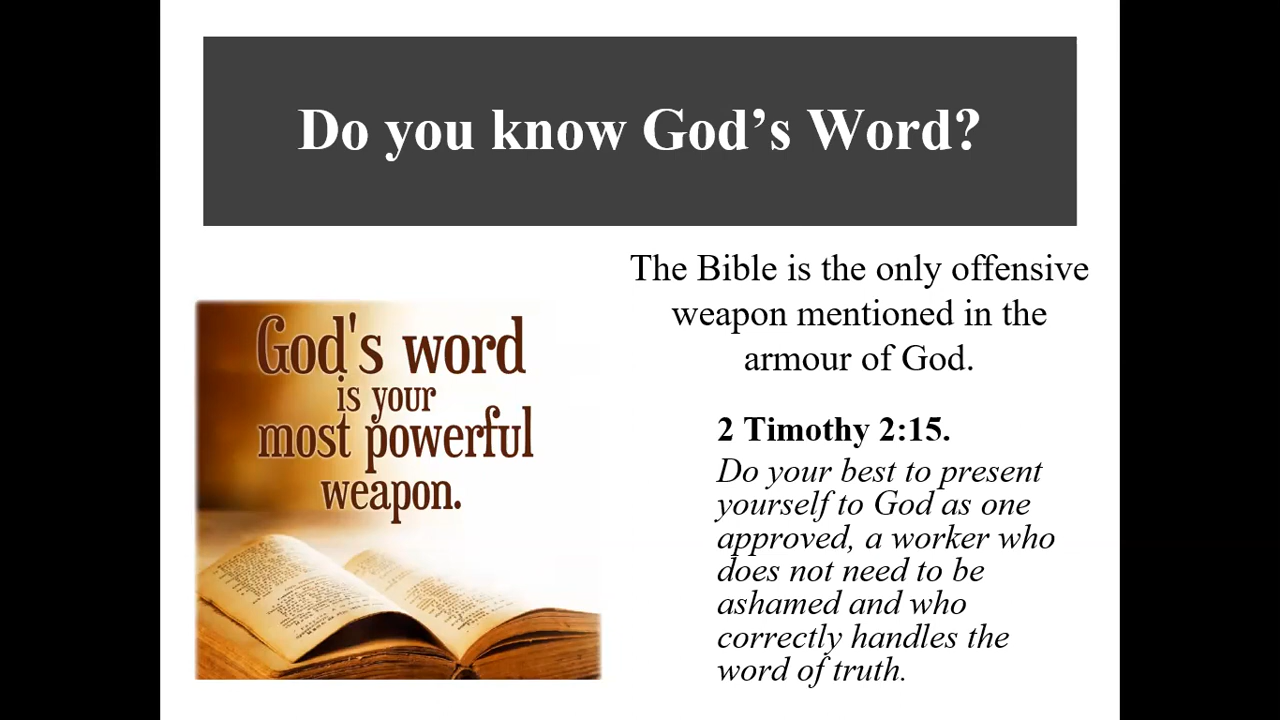 Do you know God’s Word?
The Bible is the only offensive
weapon mentioned in the
armour of God.
God's word
is your
most powerful
weapon.
2 Timothy 2:15.
Do your best to present
yourself to God as one
approved, a worker who
does not need to be
ashamed and who
correctly handles the
word of truth.